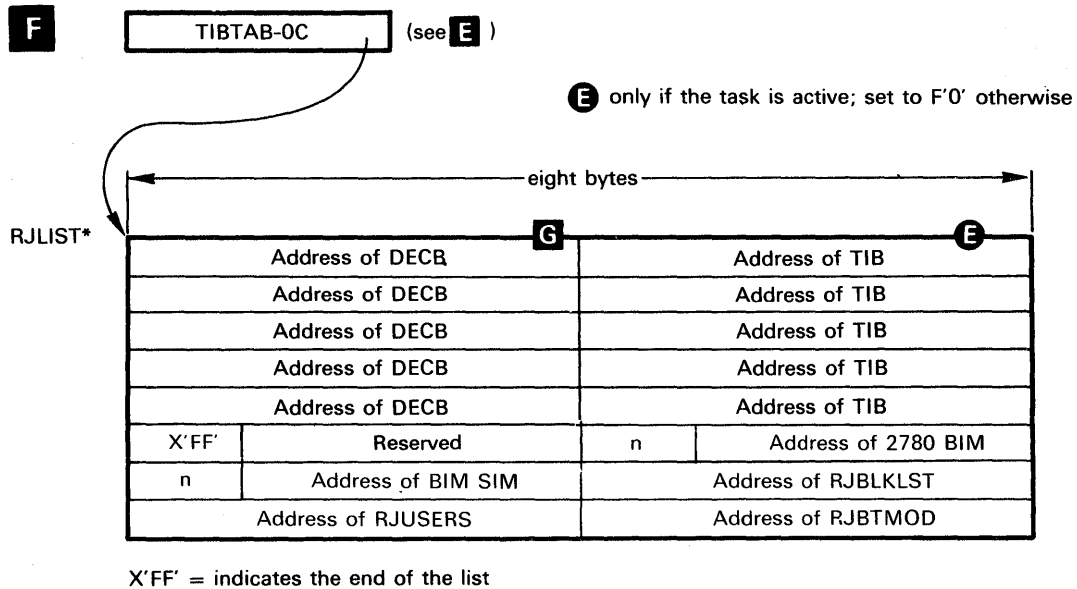 F TIBTAB-0C (see E )
E only if the task is active; set to F'0' otherwise
eight bytes
RJLIST*
G E
Address of DECB Address of TIB
Address of DECB Address of TIB
Address of DECB Address of TIB
Address of DECB Address of TIB
Address of DECB Address of TIB
X'FF' Reserved n Address of 2780 BIM
n Address of BIM SIM Address of RJBLKLST
Address of RJUSERS Address of RJBTMOD
X'FF' = indicates the end of the list